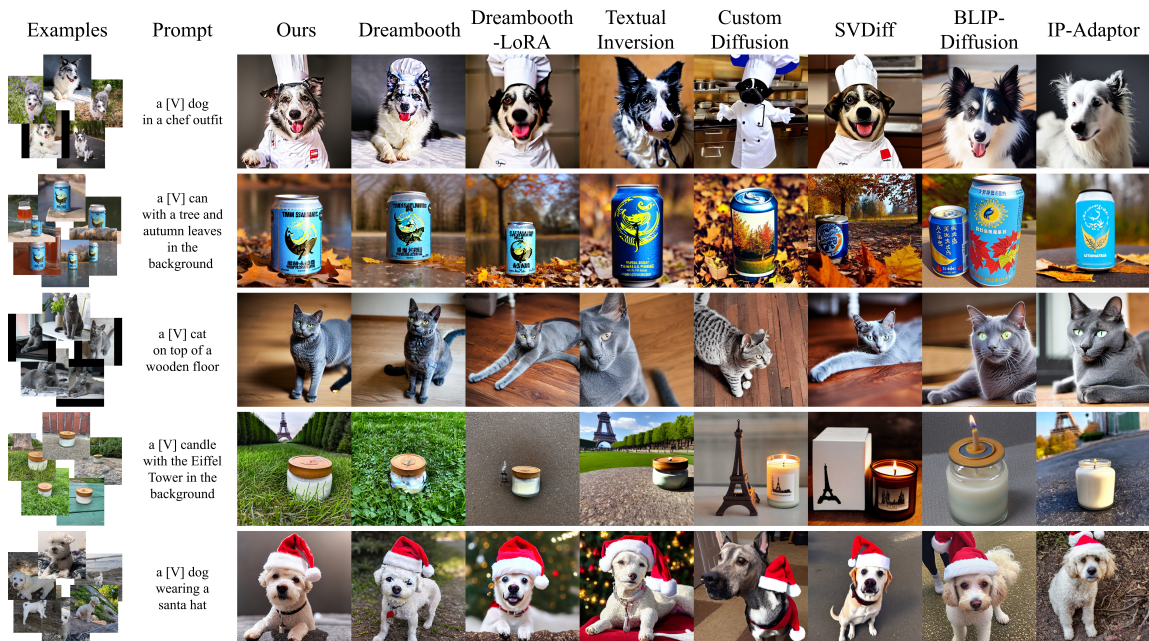 Examples
Prompt
Ours
Dreambooth
Dreambooth
-LoRA
Textual
Inversion
Custom
Diffusion
SVDiff
BLIP-
Diffusion
IP-Adaptor
a [V] dog
in a chef outfit
a [V] can
with a tree and
autumn leaves
in the
background
a [V] cat
on top of a
wooden floor
a [V] candle
with the Eiffel
Tower in the
background
a [V] dog
wearing a
santa hat